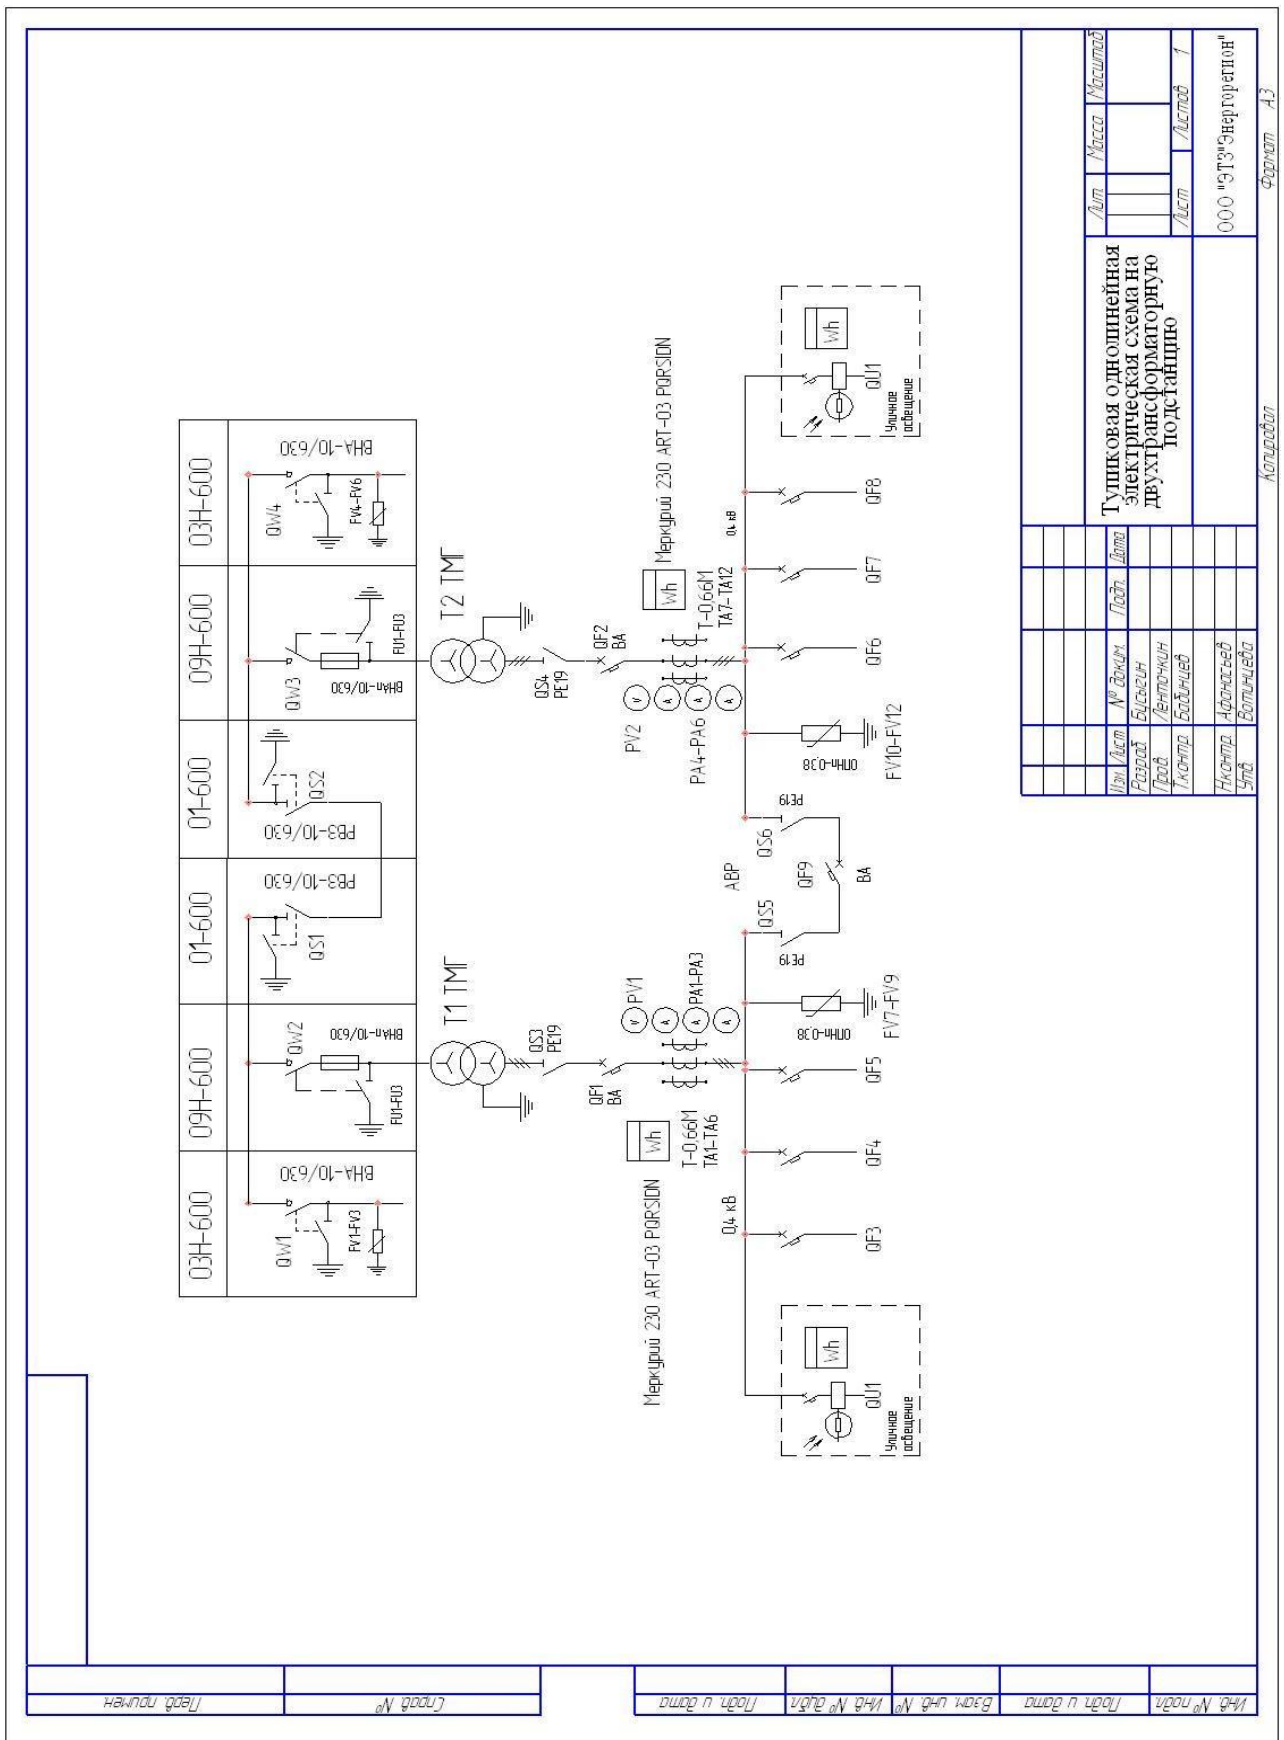 03Н-600
09Н-600
01-600
01-600
09Н-600
03Н-600
QW1
ВНА-10/630
FV1-FV3
QW2
ВНАп-10/630
FU1-FU3
QS1
РВЗ-10/630
РВЗ-10/630
QS2
QW3
ВНАп-10/630
FU1-FU3
QW4
ВНА-10/630
FV4-FV6
Т1 ТМГ
Т2 ТМГ
QS3
РЕ19
QS4
РЕ19
QF1
ВА
QF2
ВА
V
PV1
A
A
PA1-PA3
A
PV2
V
A
A
PA4-PA6
A
Wh
Меркурий 230 ART-03 PQRSIDN
Т-0,66М
ТА1-ТА6
Wh
Меркурий 230 ART-03 PQRSIDN
Т-0,66М
ТА7-ТА12
0,4 кВ
0,4 кВ
АВР
QS5
РЕ19
QS6
РЕ19
QF9
ВА
ОПНп-0,38
FV7-FV9
ОПНп-0,38
FV10-FV12
QF3
QF4
QF5
QF6
QF7
QF8
Wh
QU1
Уличное
освещение
Wh
QU1
Уличное
освещение
Перв. примен
Справ. №
Подп. и дата
Инв. № дубл.
Взам. инв. №
Подп. и дата
Инв. № подл.
Изм.
Лист
№ докум.
Подп.
Дата
Разраб.
Бусыгин
Пров.
Ленточкин
Т.контр.
Бабинцев
Н.контр.
Афанасьев
Утв.
Вотинцева
Тупиковая однолинейная
электрическая схема на
двухтрансформаторную
подстанцию
Лит.
Масса
Масштаб
Лист
Листов 1
ООО "ЭТЗ"Энергорегион"
Копировал
Формат А3